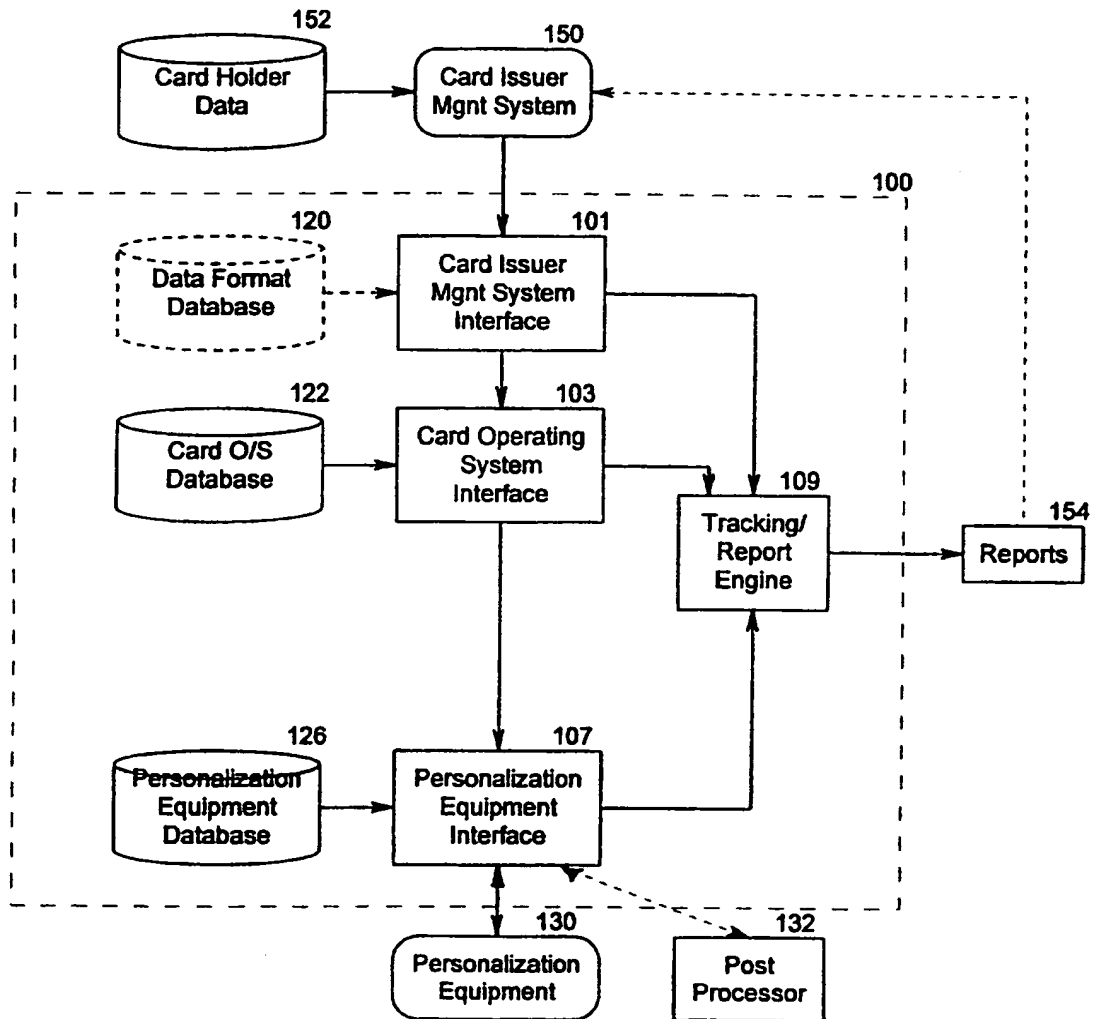 152
Card Holder
Data
150
Card Issuer
Mgnt System
100
120
Data Format
Database
101
Card Issuer
Mgnt System
Interface
122
Card O/S
Database
103
Card Operating
System
Interface
109
Tracking/
Report
Engine
154
Reports
126
Personalization
Equipment
Database
107
Personalization
Equipment
Interface
130
Personalization
Equipment
132
Post
Processor